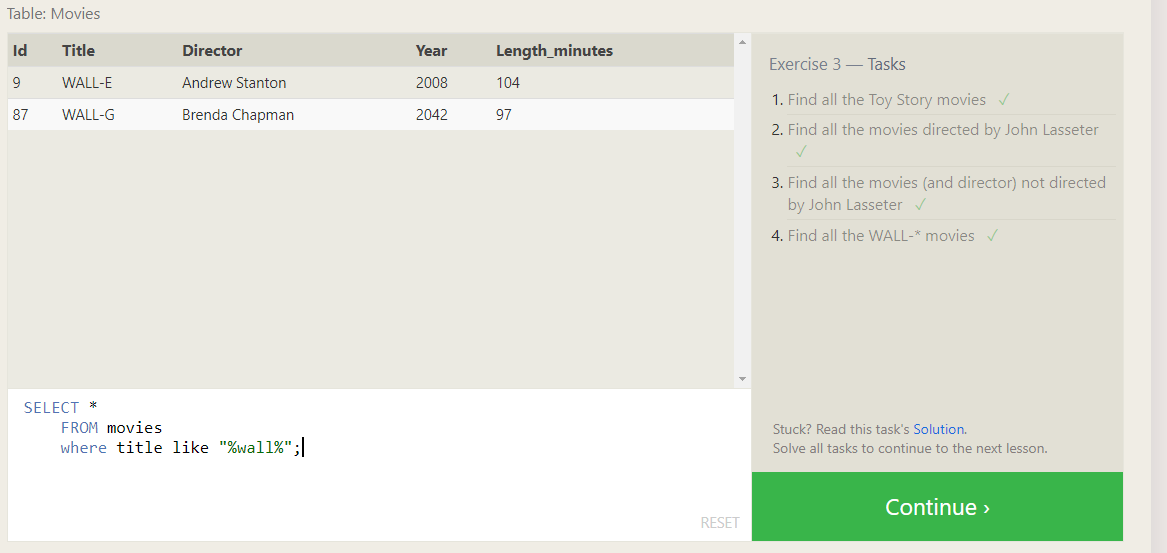 Table: Movies
Id Title Director Year Length_minutes
9 WALL-E Andrew Stanton 2008 104
87 WALL-G Brenda Chapman 2042 97
SELECT *
FROM movies
where title like "%wall%";
RESET
Exercise 3 — Tasks
1. Find all the Toy Story movies ✓
2. Find all the movies directed by John Lasseter
✓
3. Find all the movies (and director) not directed
by John Lasseter ✓
4. Find all the WALL-* movies ✓
Stuck? Read this task's Solution.
Solve all tasks to continue to the next lesson.
Continue ›